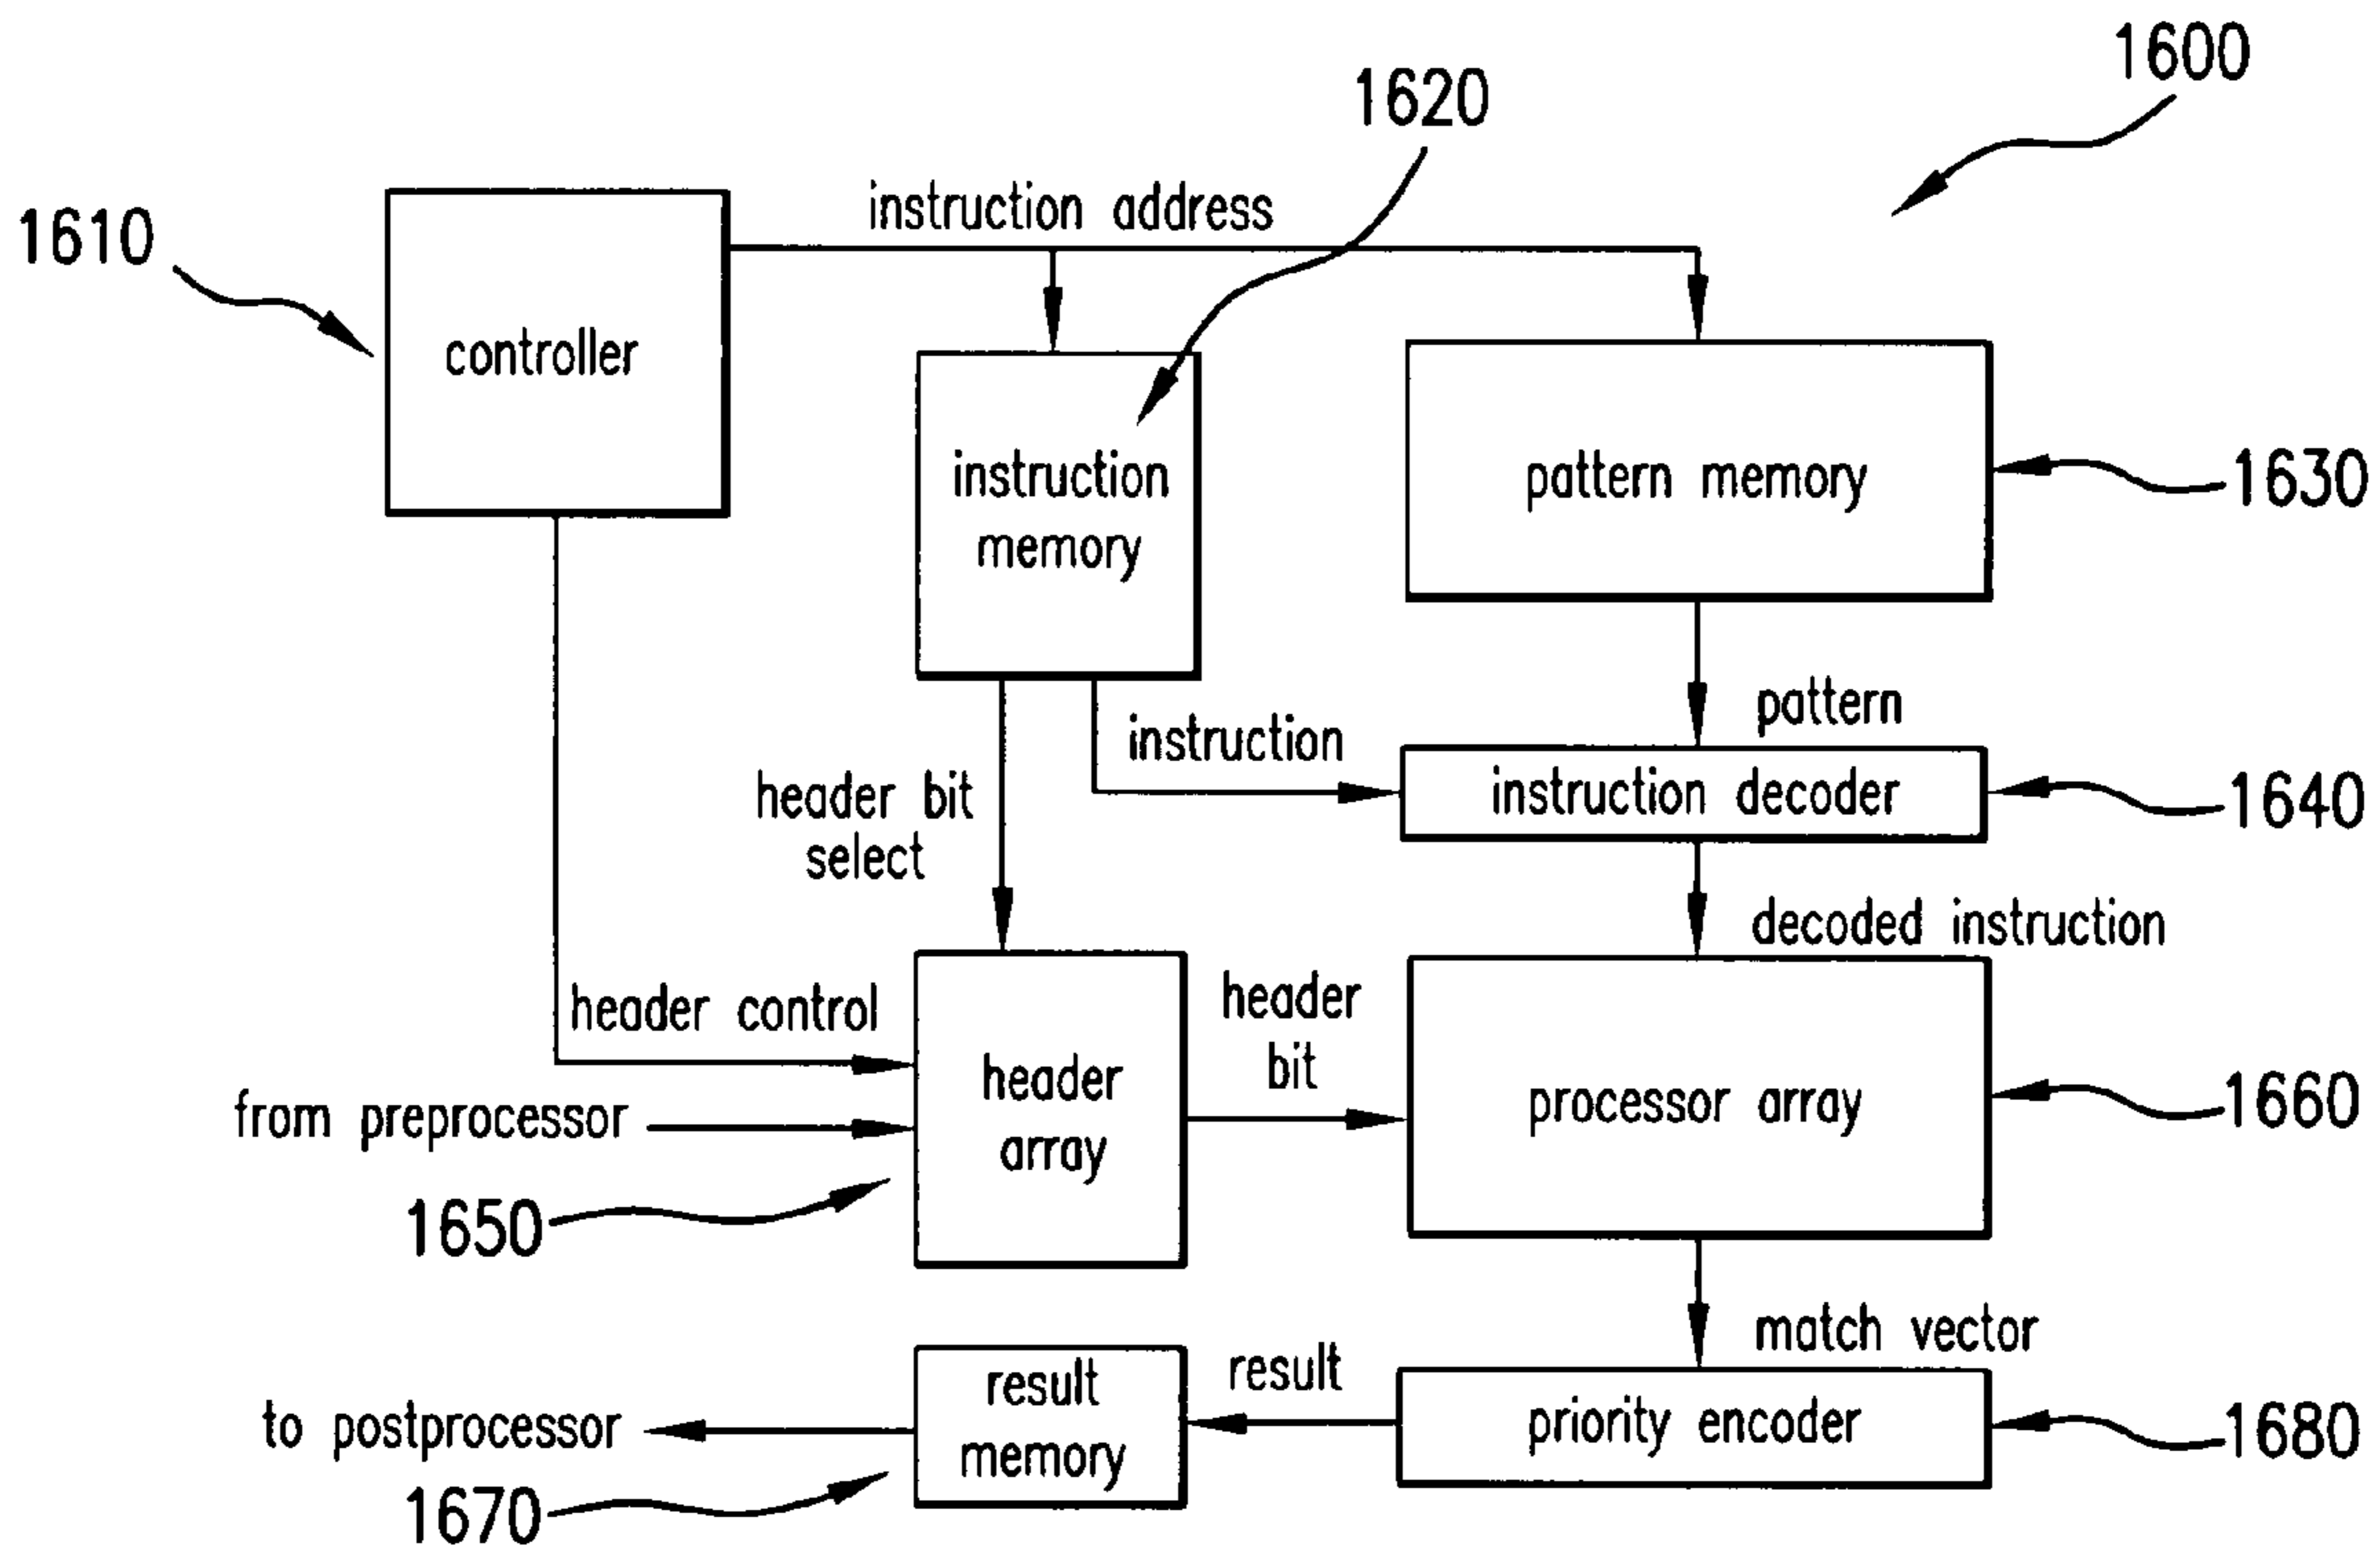 1600
1620
instruction address
1610
controller
instruction
memory
pattern memory
1630
pattern
instruction
header bit
select
instruction decoder
1640
decoded instruction
header control
header
bit
from preprocessor
header
array
processor array
1660
1650
match vector
result
result
memory
to postprocessor
priority encoder
1680
1670